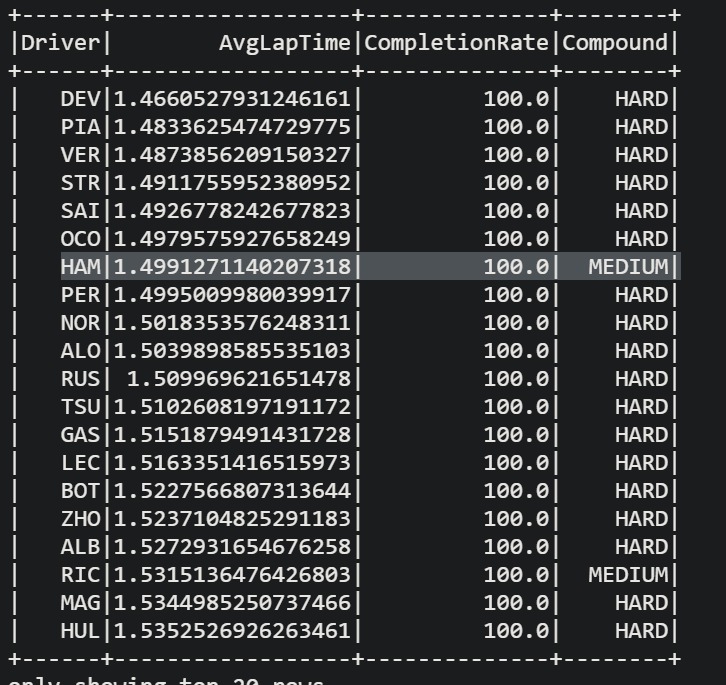 +------+------------------+--------------+--------+
|Driver|        AvgLapTime|CompletionRate|Compound|
+------+------------------+--------------+--------+
|   DEV|1.4660527931246161|         100.0|    HARD|
|   PIA|1.4833625474729775|         100.0|    HARD|
|   VER|1.4873856209150327|         100.0|    HARD|
|   STR|1.4911755952380952|         100.0|    HARD|
|   SAI|1.4926778242677823|         100.0|    HARD|
|   OCO|1.4979575927658249|         100.0|    HARD|
|   HAM|1.4991271140207318|         100.0|  MEDIUM|
|   PER|1.4995009980039917|         100.0|    HARD|
|   NOR|1.5018353576248311|         100.0|    HARD|
|   ALO|1.5039898585535103|         100.0|    HARD|
|   RUS| 1.509969621651478|         100.0|    HARD|
|   TSU|1.5102608197191172|         100.0|    HARD|
|   GAS|1.5151879491431728|         100.0|    HARD|
|   LEC|1.5163351416515973|         100.0|    HARD|
|   BOT|1.5227566807313644|         100.0|    HARD|
|   ZHO|1.5237104825291183|         100.0|    HARD|
|   ALB|1.5272931654676258|         100.0|    HARD|
|   RIC|1.5315136476426803|         100.0|  MEDIUM|
|   MAG|1.5344985250737466|         100.0|    HARD|
|   HUL|1.5352526926263461|         100.0|    HARD|
+------+------------------+--------------+--------+
only showing top 20 rows